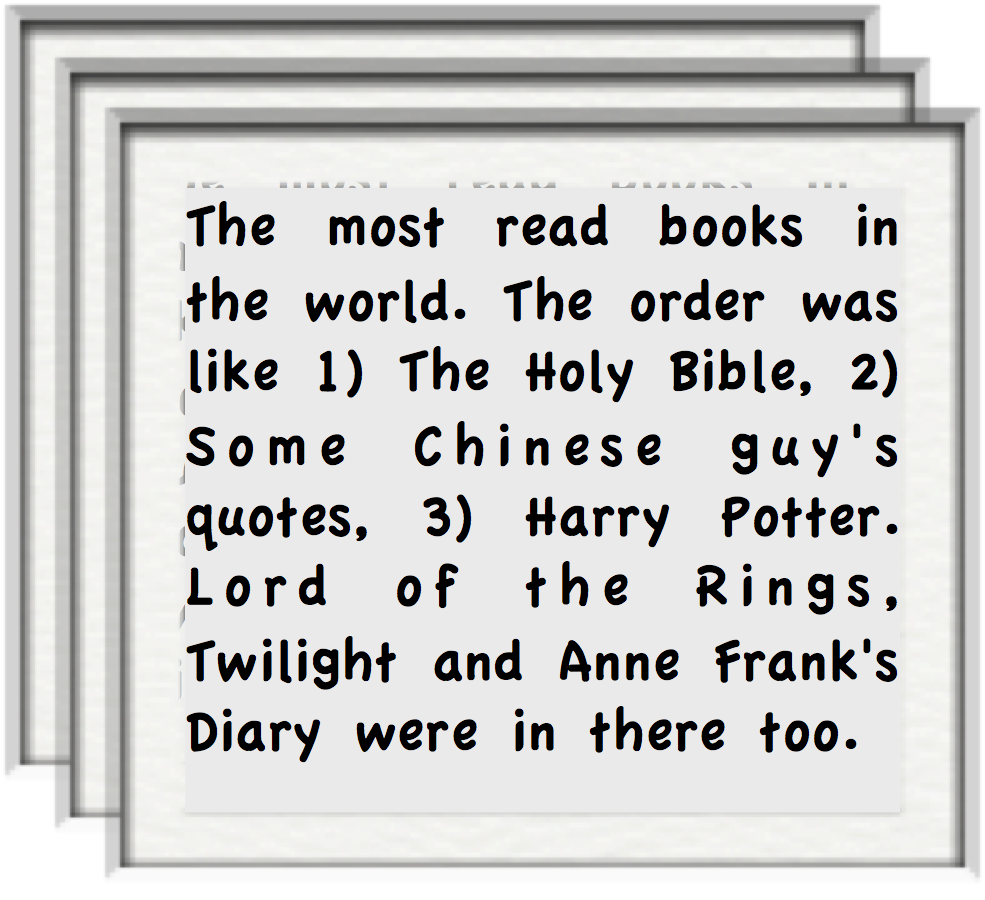 The most read books in
the world. The order was
like 1) The Holy Bible, 2)
Some Chinese guy's
quotes, 3) Harry Potter.
Lord of the Rings,
Twilight and Anne Frank's
Diary were in there too.